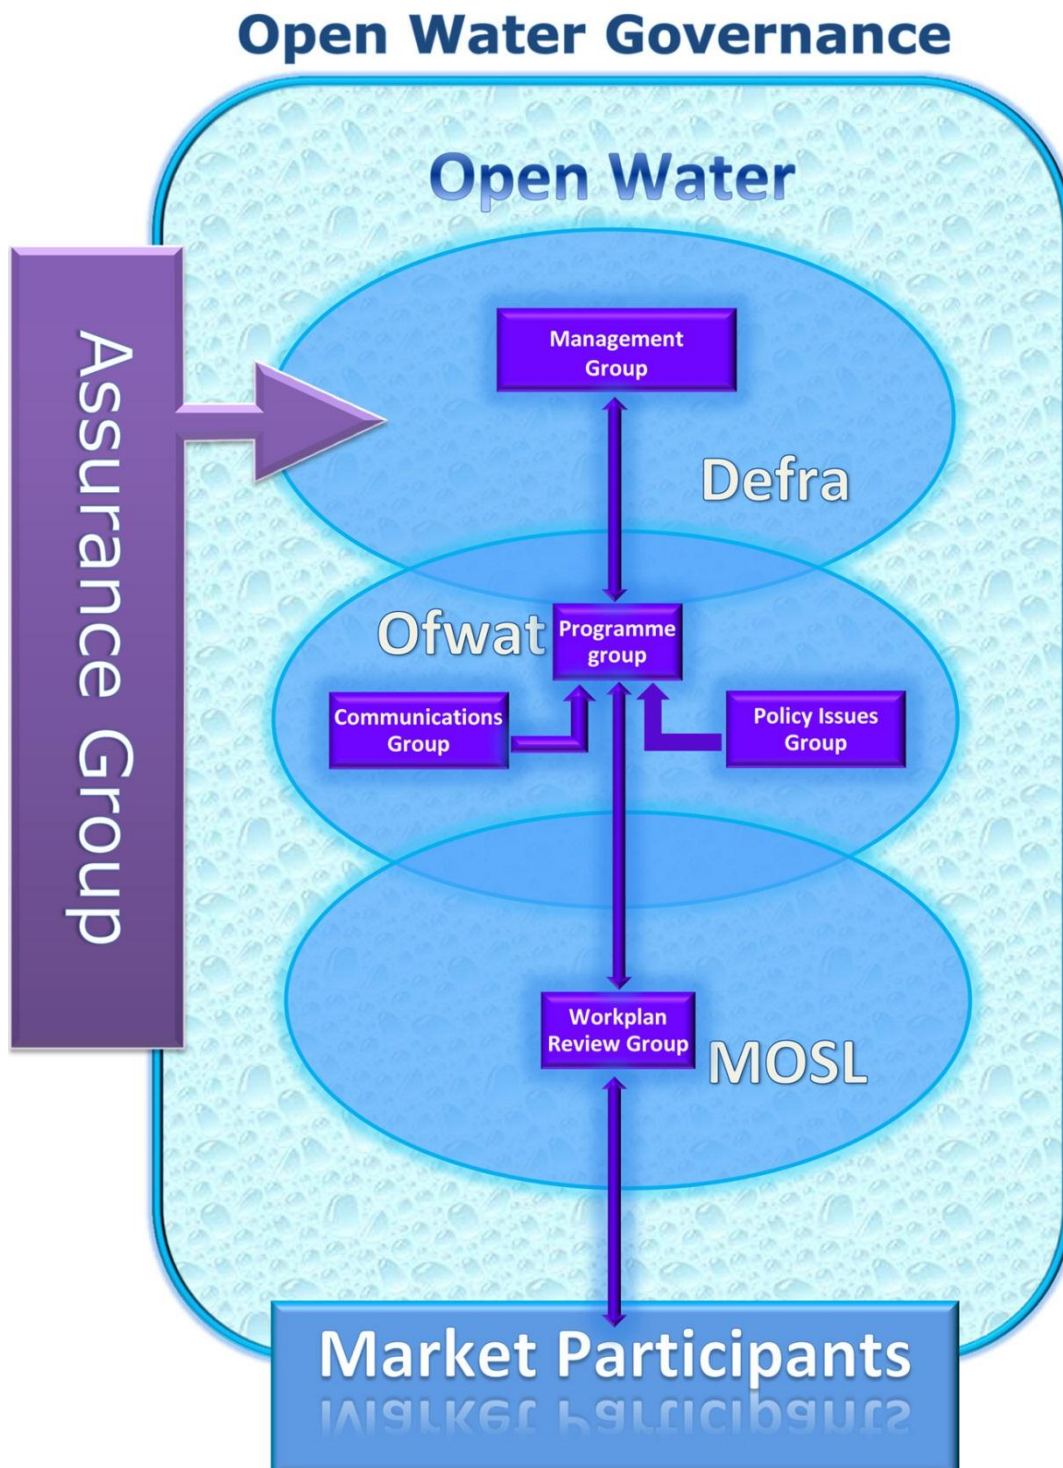 Open Water Governance
Open Water
Assurance Group
Management
Group
Defra
Ofwat
Programme
group
Communications
Group
Policy Issues
Group
Workplan
Review Group
MOSL
Market Participants